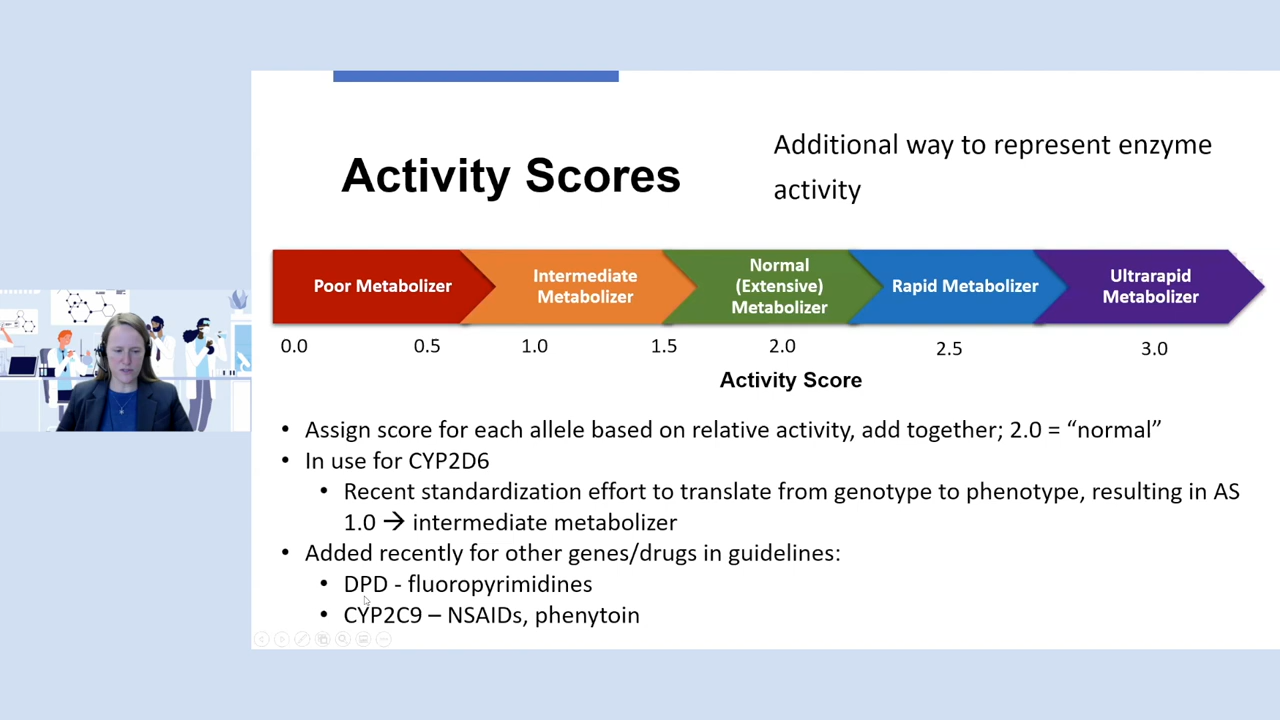 Activity Scores
Additional way to represent enzyme
activity
Poor Metabolizer
Intermediate
Metabolizer
Normal
(Extensive)
Metabolizer
Rapid Metabolizer
Ultrarapid
Metabolizer
0.0 0.5 1.0 1.5 2.0 2.5 3.0
Activity Score
• Assign score for each allele based on relative activity, add together; 2.0 = “normal”
• In use for CYP2D6
• Recent standardization effort to translate from genotype to phenotype, resulting in AS
1.0 → intermediate metabolizer
• Added recently for other genes/drugs in guidelines:
• DPD - fluoropyrimidines
• CYP2C9 – NSAIDs, phenytoin